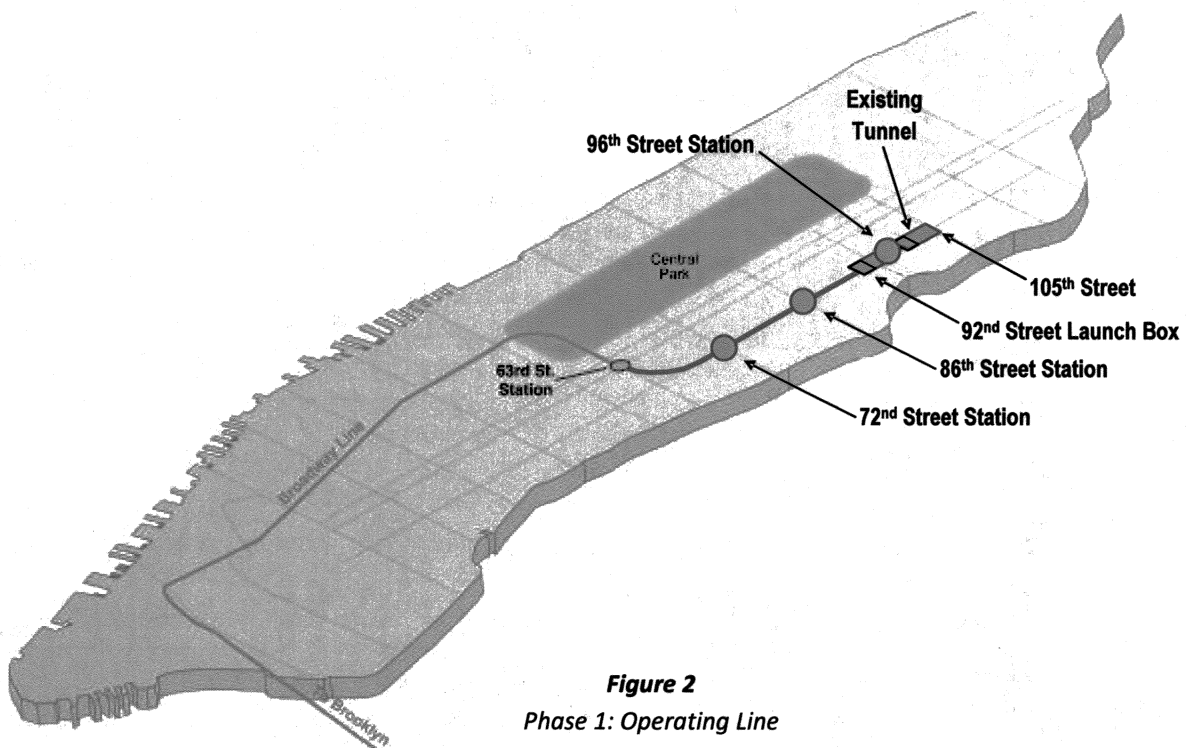 Existing
Tunnel
96th Street Station
Central
Park
105th Street
92nd Street Launch Box
86th Street Station
63rd St.
Station
72nd Street Station
Broadway Line
To Brooklyn
Figure 2
Phase 1: Operating Line